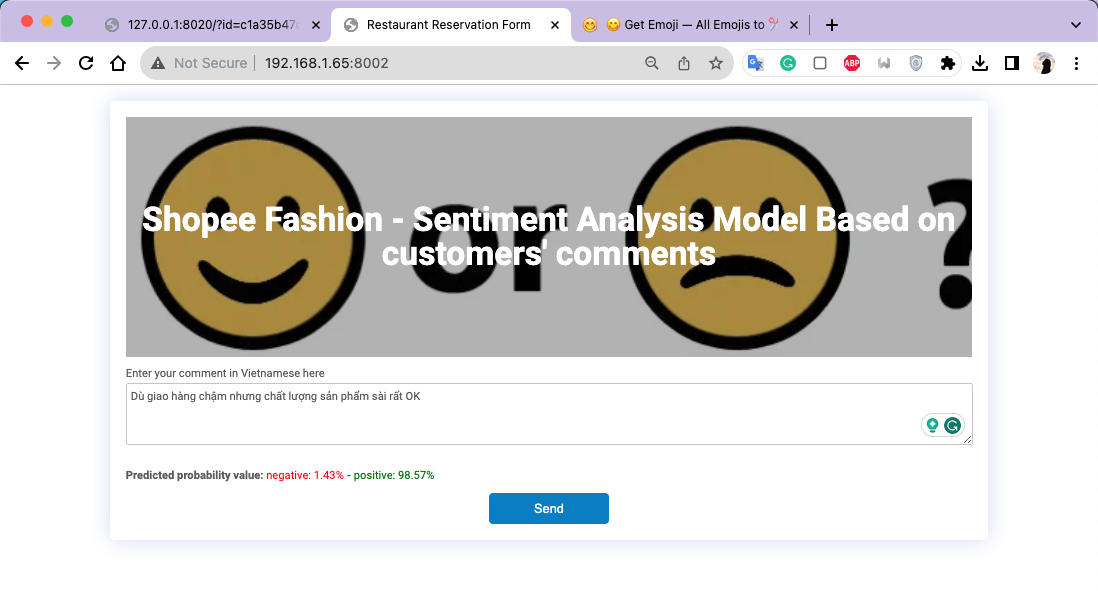 127.0.0.1:8020/?id=c1a35b47
Restaurant Reservation Form
Get Emoji — All Emojis to
Not Secure
192.168.1.65:8002
ABP
or ?
Shopee Fashion - Sentiment Analysis Model Based on
customers' comments
Enter your comment in Vietnamese here
Dù giao hàng chậm nhưng chất lượng sản phẩm sài rất OK
Predicted probability value: negative: 1.43% - positive: 98.57%
Send